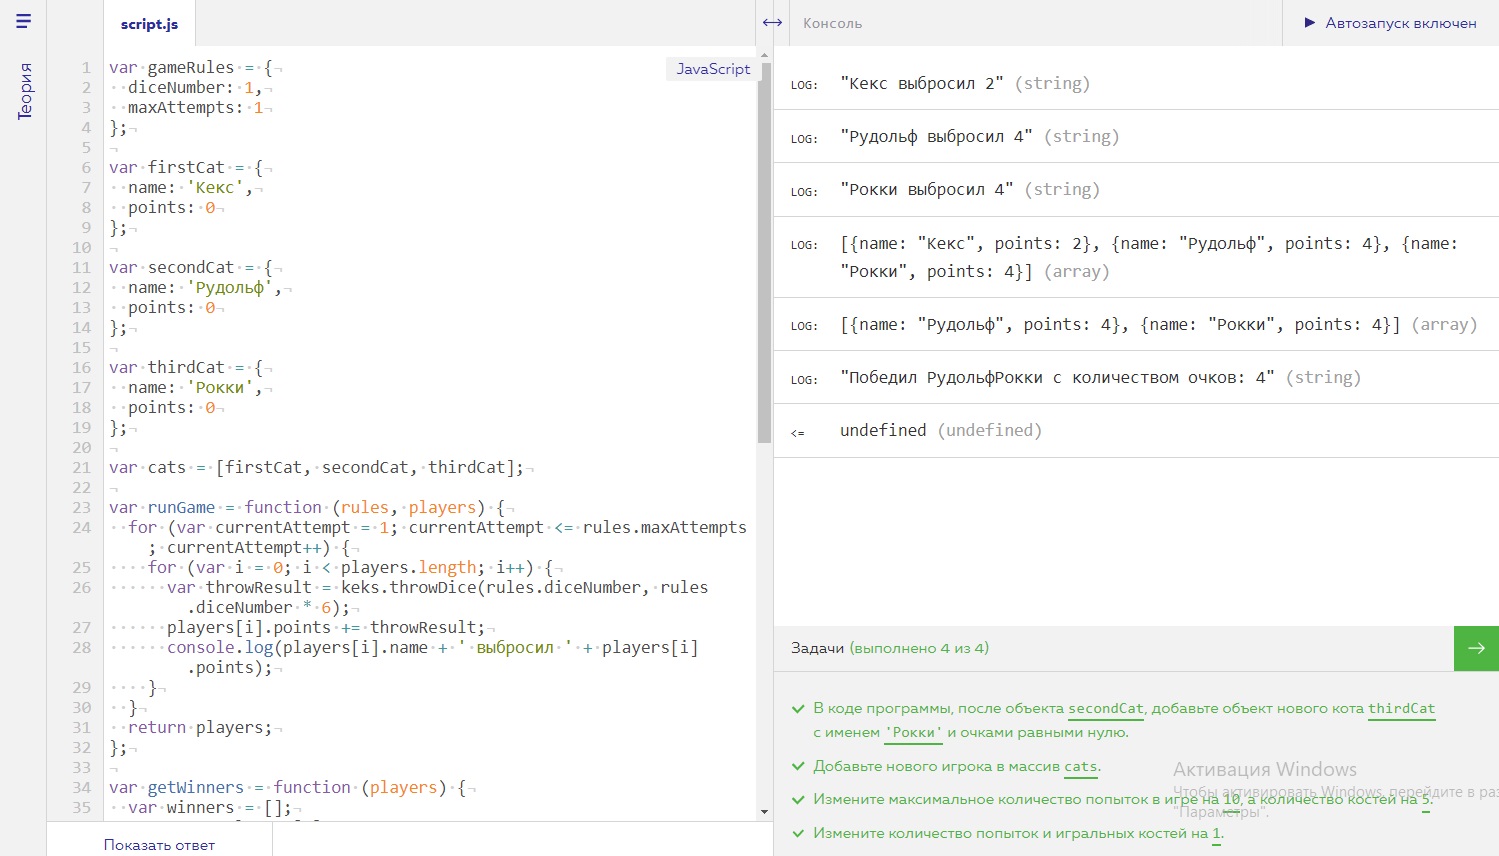 script.js
Консоль
Автозапуск включен
Теория
JavaScript
1 var gameRules = {
2 diceNumber: 1,
3 maxAttempts: 1
4 };
5
6 var firstCat = {
7 name: 'Кекс',
8 points: 0
9 };
10
11 var secondCat = {
12 name: 'Рудольф',
13 points: 0
14 };
15
16 var thirdCat = {
17 name: 'Рокки',
18 points: 0
19 };
20
21 var cats = [firstCat, secondCat, thirdCat];
22
23 var runGame = function (rules, players) {
24 for (var currentAttempt = 1; currentAttempt <= rules.maxAttempts
; currentAttempt++) {
25 for (var i = 0; i < players.length; i++) {
26 var throwResult = keks.throwDice(rules.diceNumber, rules
.diceNumber * 6);
27 players[i].points += throwResult;
28 console.log(players[i].name + ' выбросил ' + players[i]
.points);
29 }
30 }
31 return players;
32 };
33
34 var getWinners = function (players) {
35 var winners = [];
Показать ответ
LOG: "Кекс выбросил 2" (string)
LOG: "Рудольф выбросил 4" (string)
LOG: "Рокки выбросил 4" (string)
LOG: [{name: "Кекс", points: 2}, {name: "Рудольф", points: 4}, {name:
"Рокки", points: 4}] (array)
LOG: [{name: "Рудольф", points: 4}, {name: "Рокки", points: 4}] (array)
LOG: "Победил РудольфРокки с количеством очков: 4" (string)
<= undefined (undefined)
Задачи (выполнено 4 из 4)
В коде программы, после объекта secondCat, добавьте объект нового кота thirdCat
с именем 'Рокки' и очками равными нулю.
Добавьте нового игрока в массив cats.
Измените максимальное количество попыток в игре на 10, а количество костей на 5.
Измените количество попыток и игральных костей на 1.
Активация Windows
Чтобы активировать Windows, перейдите в раз
"Параметры".